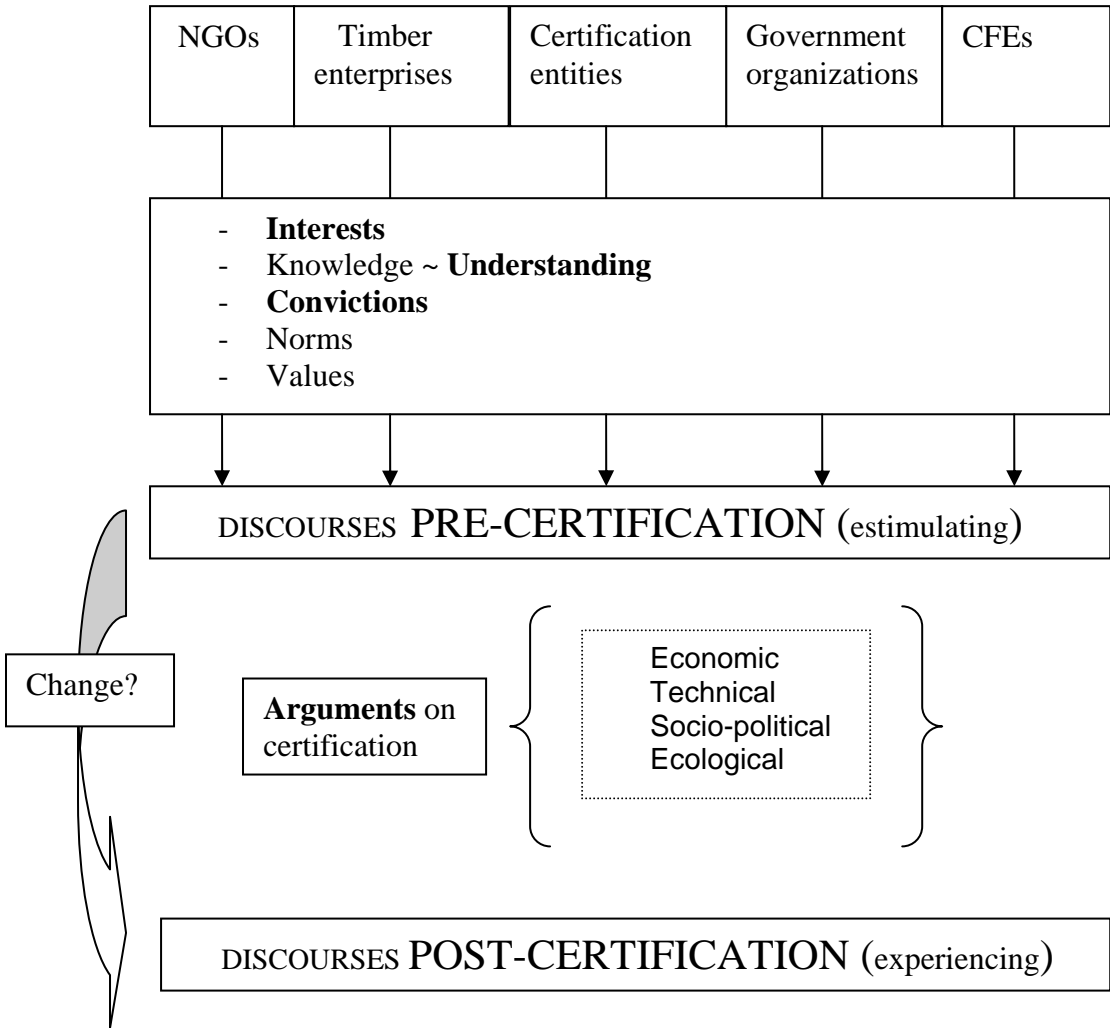 NGOs Timber Certification Government CFEs
enterprises entities organizations
- Interests
- Knowledge ~ Understanding
- Convictions
- Norms
- Values
DISCOURSES PRE-CERTIFICATION (estimulating)
Change?
Arguments on
certification
Economic
Technical
Socio-political
Ecological
DISCOURSES POST-CERTIFICATION (experiencing)